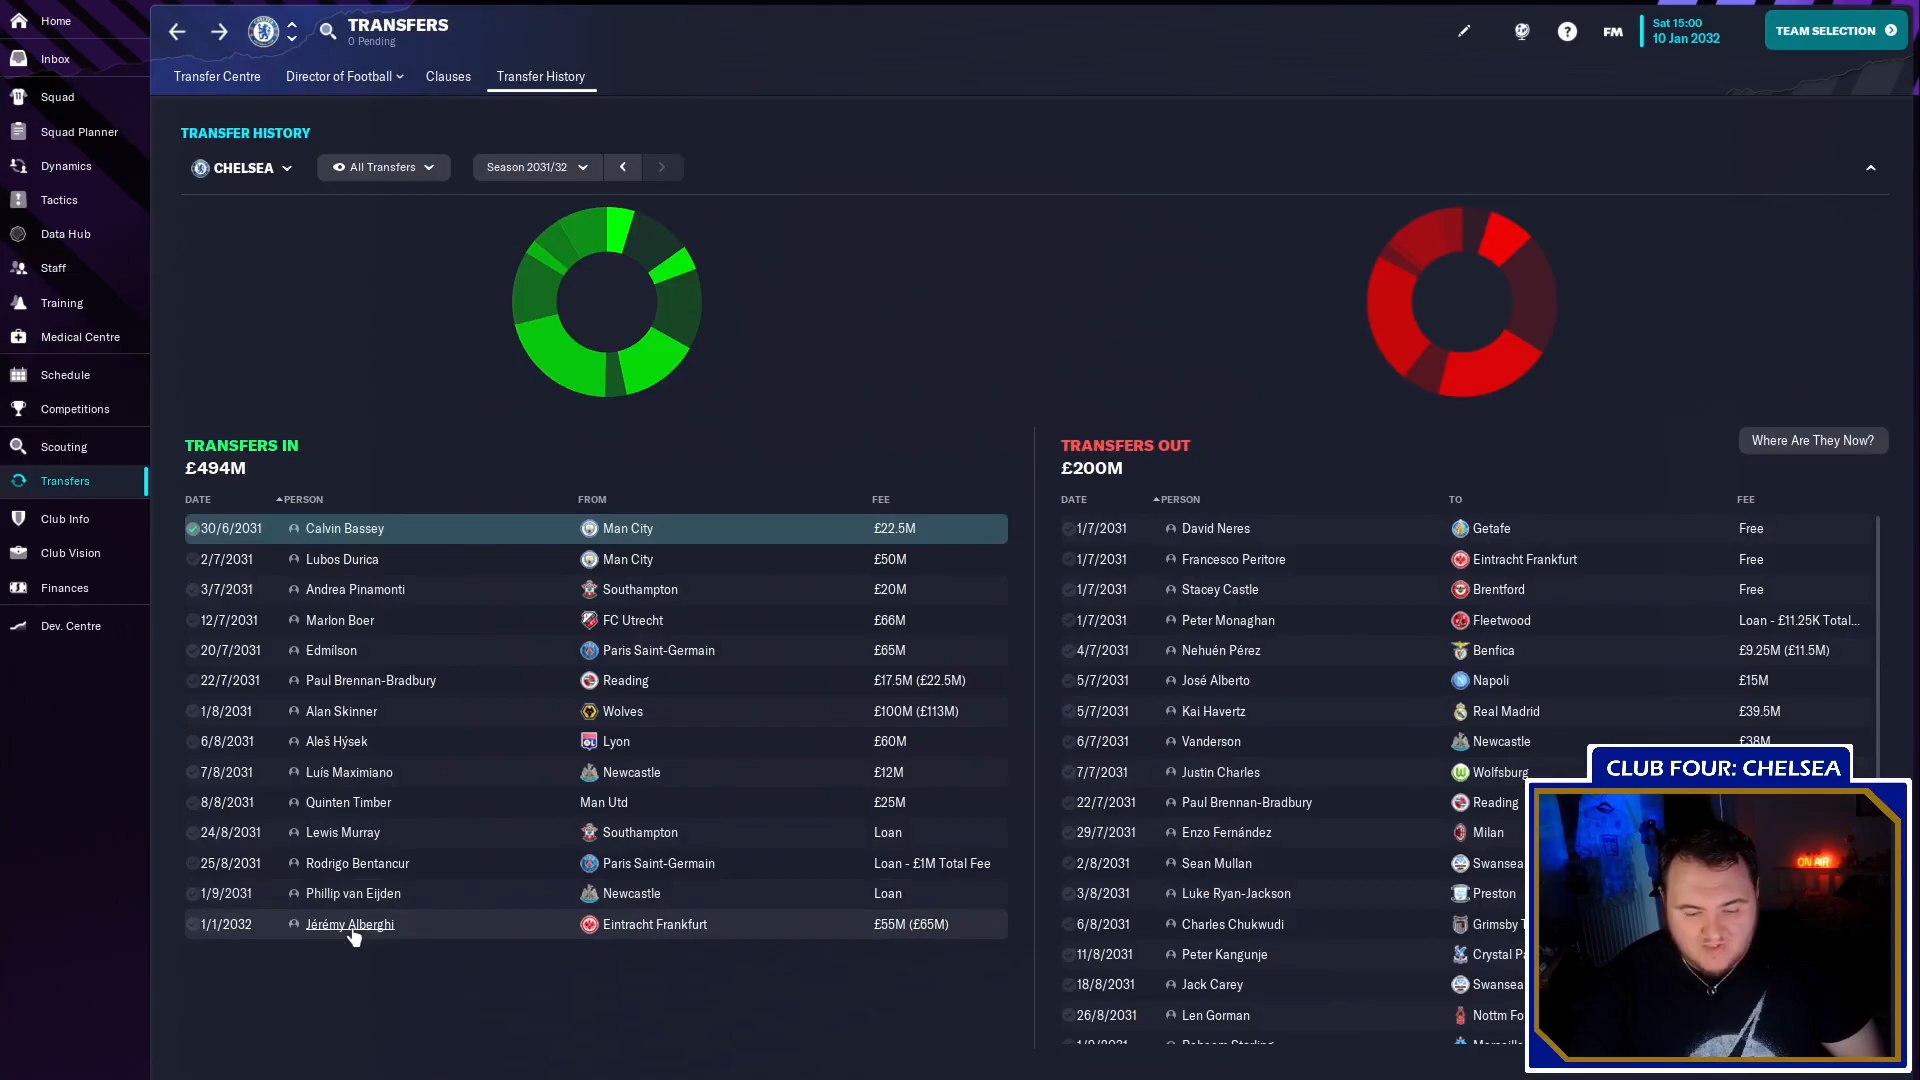 Home
Inbox
Squad
Squad Planner
Dynamics
Tactics
Data Hub
Staff
Training
Medical Centre
Schedule
Competitions
Scouting
Transfers
Club Info
Club Vision
Finances
Dev. Centre
TRANSFERS
0 Pending
FM
Sat 15:00
10 Jan 2032
TEAM SELECTION
Transfer Centre
Director of Football
Clauses
Transfer History
TRANSFER HISTORY
CHELSEA
All Transfers
Season 2031/32
TRANSFERS IN
£494M
DATE PERSON FROM FEE
30/6/2031 Calvin Bassey Man City £22.5M
2/7/2031 Lubos Durica Man City £50M
3/7/2031 Andrea Pinamonti Southampton £20M
12/7/2031 Marlon Boer FC Utrecht £66M
20/7/2031 Edmílson Paris Saint-Germain £65M
22/7/2031 Paul Brennan-Bradbury Reading £17.5M (£22.5M)
1/8/2031 Alan Skinner Wolves £100M (£113M)
6/8/2031 Aleš Hýsek Lyon £60M
7/8/2031 Luís Maximiano Newcastle £12M
8/8/2031 Quinten Timber Man Utd £25M
24/8/2031 Lewis Murray Southampton Loan
25/8/2031 Rodrigo Bentancur Paris Saint-Germain Loan - £1M Total Fee
1/9/2031 Phillip van Eijden Newcastle Loan
1/1/2032 Jérémy Alberghi Eintracht Frankfurt £55M (£65M)
TRANSFERS OUT
£200M
Where Are They Now?
DATE PERSON TO FEE
1/7/2031 David Neres Getafe Free
1/7/2031 Francesco Peritore Eintracht Frankfurt Free
1/7/2031 Stacey Castle Brentford Free
1/7/2031 Peter Monaghan Fleetwood Loan - £11.25K Total...
4/7/2031 Nehuén Pérez Benfica £9.25M (£11.5M)
5/7/2031 José Alberto Napoli £15M
5/7/2031 Kai Havertz Real Madrid £39.5M
6/7/2031 Vanderson Newcastle £38M
7/7/2031 Justin Charles Wolfsburg
22/7/2031 Paul Brennan-Bradbury Reading
29/7/2031 Enzo Fernández Milan
2/8/2031 Sean Mullan Swansea
3/8/2031 Luke Ryan-Jackson Preston
6/8/2031 Charles Chukwudi Grimsby T
11/8/2031 Peter Kangunje Crystal P
18/8/2031 Jack Carey Swansea
26/8/2031 Len Gorman Nottm Fo
CLUB FOUR: CHELSEA
ON AIR